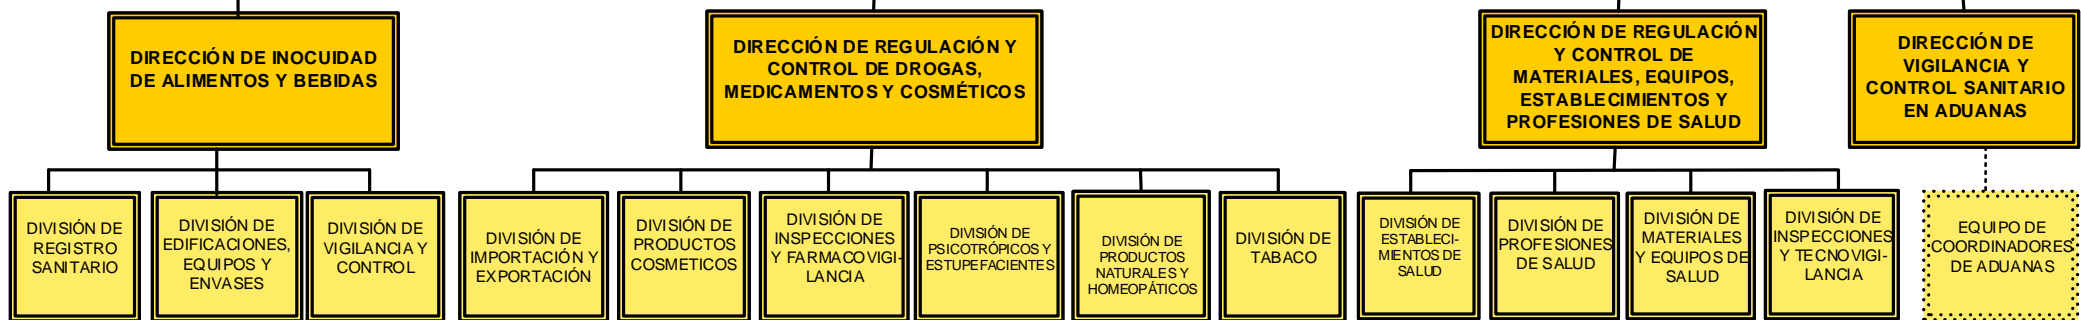 DIRECCIÓN DE INOCUIDAD
DE ALIMENTOS Y BEBIDAS
DIRECCIÓN DE REGULACIÓN Y
CONTROL DE DROGAS,
MEDICAMENTOS Y COSMÉTICOS
DIRECCIÓN DE REGULACIÓN
Y CONTROL DE
MATERIALES, EQUIPOS,
ESTABLECIMIENTOS Y
PROFESIONES DE SALUD
DIRECCIÓN DE
VIGILANCIA Y
CONTROL SANITARIO
EN ADUANAS
DIVISIÓN DE
REGISTRO
SANITARIO
DIVISIÓN DE
EDIFICACIONES,
EQUIPOS Y
ENVASES
DIVISIÓN DE
VIGILANCIA Y
CONTROL
DIVISIÓN DE
IMPORTACIÓN Y
EXPORTACIÓN
DIVISIÓN DE
PRODUCTOS
COSMETICOS
DIVISIÓN DE
INSPECCIONES
Y FARMACOVIGI-
LANCIA
DIVISIÓN DE
PSICOTRÓPICOS Y
ESTUPEFACIENTES
DIVISIÓN DE
PRODUCTOS
NATURALES Y
HOMEOPÁTICOS
DIVISIÓN DE
TABACO
DIVISIÓN DE
ESTABLECI-
MIENTOS DE
SALUD
DIVISIÓN DE
PROFESIONES
DE SALUD
DIVISIÓN DE
MATERIALES
Y EQUIPOS DE
SALUD
DIVISIÓN DE
INSPECCIONES
Y TECNOVIGI-
LANCIA
EQUIPO DE
COORDINADORES
DE ADUANAS